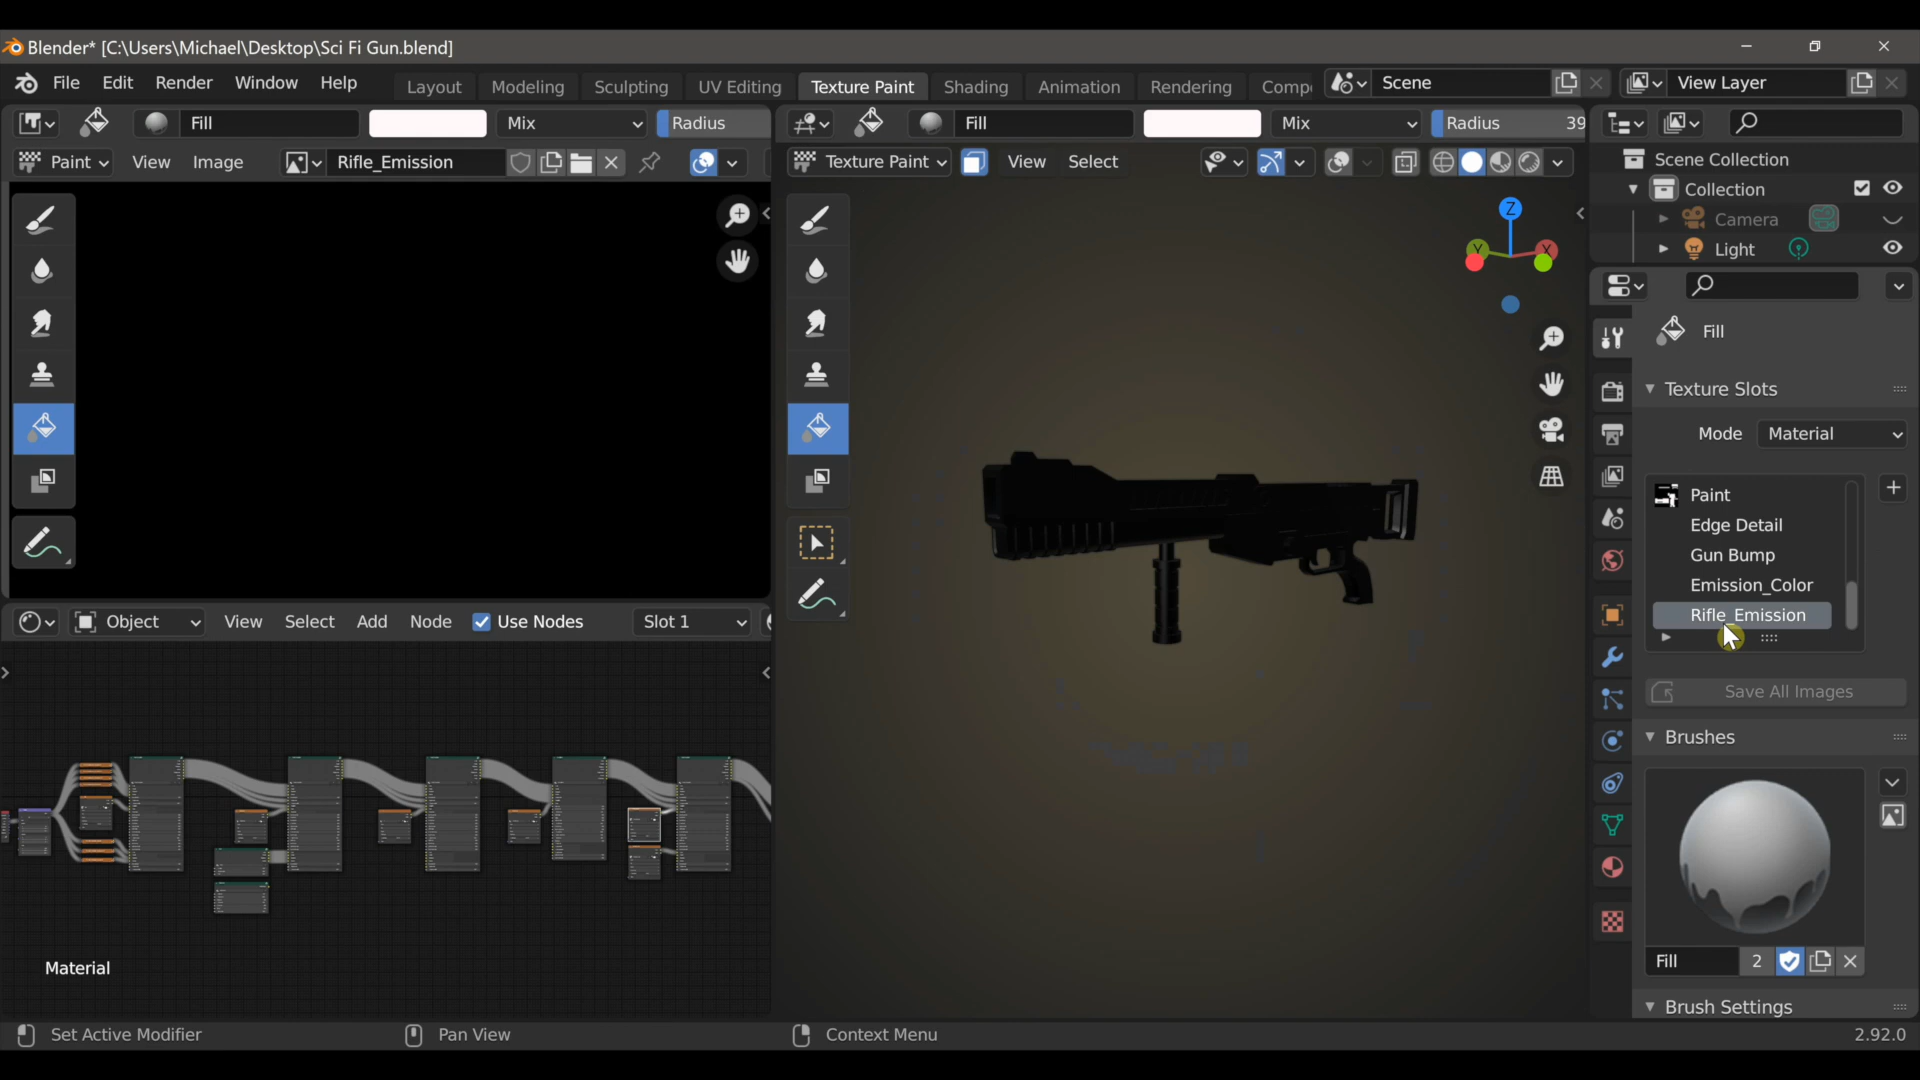 Blender* [C:\Users\Michael\Desktop\Sci Fi Gun.blend]
File Edit Render Window Help Layout Modeling Sculpting UV Editing Texture Paint Shading Animation Rendering Comp Scene View Layer
Fill Mix Radius Fill Mix Radius 39
Paint View Image Rifle_Emission Texture Paint View Select
Scene Collection
Collection
Camera
Light
Z
Y X
Fill
Texture Slots
Mode Material
Paint
Edge Detail
Gun Bump
Emission_Color
Rifle_Emission
Object View Select Add Node Use Nodes Slot 1
Save All Images
Brushes
Material
Fill 2
Brush Settings
Set Active Modifier Pan View Context Menu 2.92.0